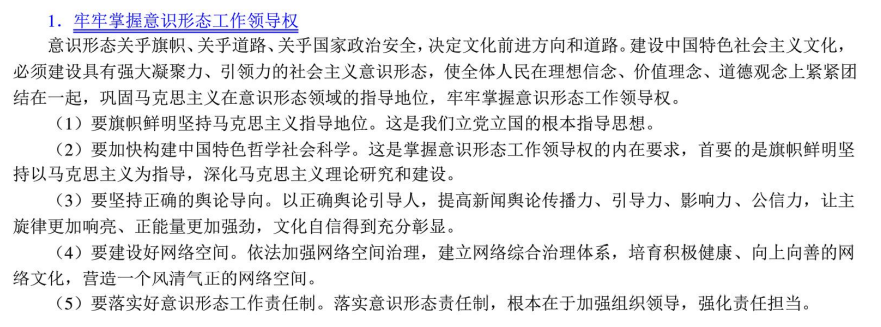 1．牢牢掌握意识形态工作领导权
意识形态关乎旗帜、关乎道路、关乎国家政治安全，决定文化前进方向和道路。建设中国特色社会主义文化，
必须建设具有强大凝聚力、引领力的社会主义意识形态，使全体人民在理想信念、价值理念、道德观念上紧紧团
结在一起，巩固马克思主义在意识形态领域的指导地位，牢牢掌握意识形态工作领导权。
（1）要旗帜鲜明坚持马克思主义指导地位。这是我们立党立国的根本指导思想。
（2）要加快构建中国特色哲学社会科学。这是掌握意识形态工作领导权的内在要求，首要的是旗帜鲜明坚
持以马克思主义为指导，深化马克思主义理论研究和建设。
（3）要坚持正确的舆论导向。以正确舆论引导人，提高新闻舆论传播力、引导力、影响力、公信力，让主
旋律更加响亮、正能量更加强劲，文化自信得到充分彰显。
（4）要建设好网络空间。依法加强网络空间治理，建立网络综合治理体系，培育积极健康、向上向善的网
络文化，营造一个风清气正的网络空间。
（5）要落实好意识形态工作责任制。落实意识形态责任制，根本在于加强组织领导，强化责任担当。